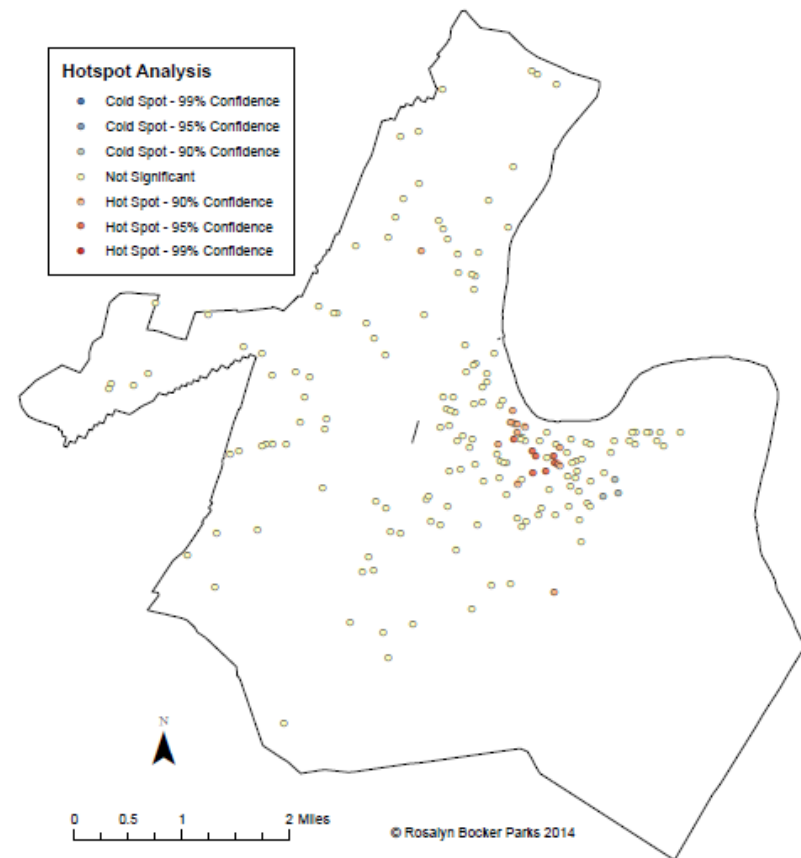 Hotspot Analysis
Cold Spot - 99% Confidence
Cold Spot - 95% Confidence
Cold Spot - 90% Confidence
Not Significant
Hot Spot - 90% Confidence
Hot Spot - 95% Confidence
Hot Spot - 99% Confidence
N
0 0.5 1 2 Miles
© Rosalyn Bocker Parks 2014